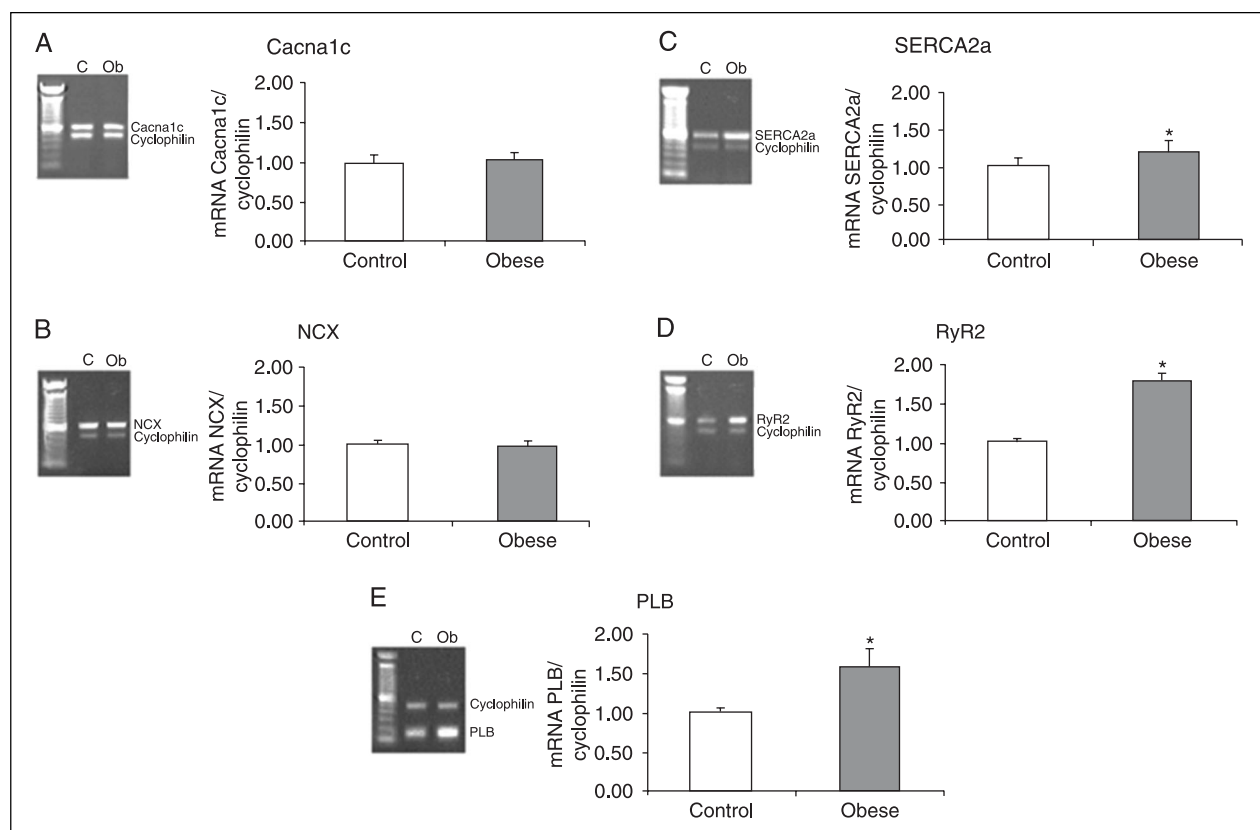 A
Cacna1c
C Ob
Cacna1c
Cyclophilin
mRNA Cacna1c/
cyclophilin
2.00
1.50
1.00
0.50
0.00
Control Obese
C
SERCA2a
C Ob
SERCA2a
Cyclophilin
mRNA SERCA2a/
cyclophilin
2.00
1.50
1.00
0.50
0.00
*
Control Obese
B
NCX
C Ob
NCX
Cyclophilin
mRNA NCX/
cyclophilin
2.00
1.50
1.00
0.50
0.00
Control Obese
D
RyR2
C Ob
RyR2
Cyclophilin
mRNA RyR2/
cyclophilin
2.00
1.50
1.00
0.50
0.00
*
Control Obese
E
PLB
C Ob
Cyclophilin
PLB
mRNA PLB/
cyclophilin
2.00
1.50
1.00
0.50
0.00
*
Control Obese